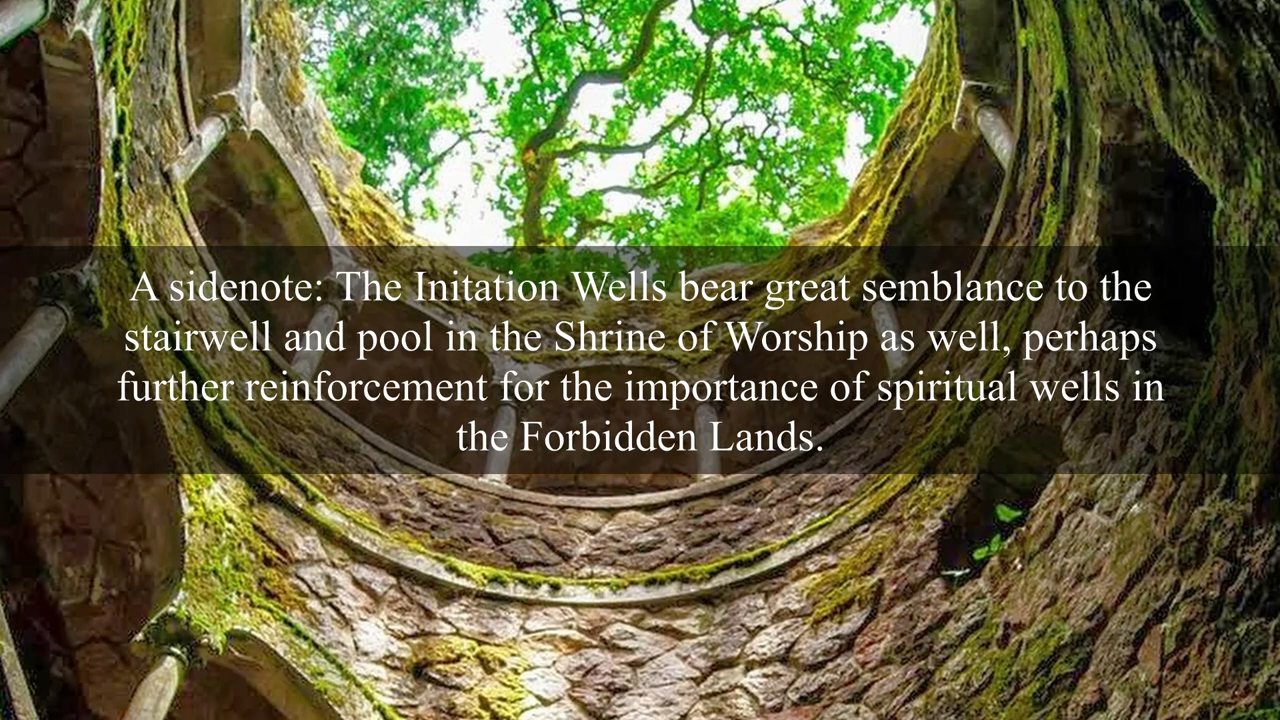 A sidenote: The Initation Wells bear great semblance to the
stairwell and pool in the Shrine of Worship as well, perhaps
further reinforcement for the importance of spiritual wells in
the Forbidden Lands.